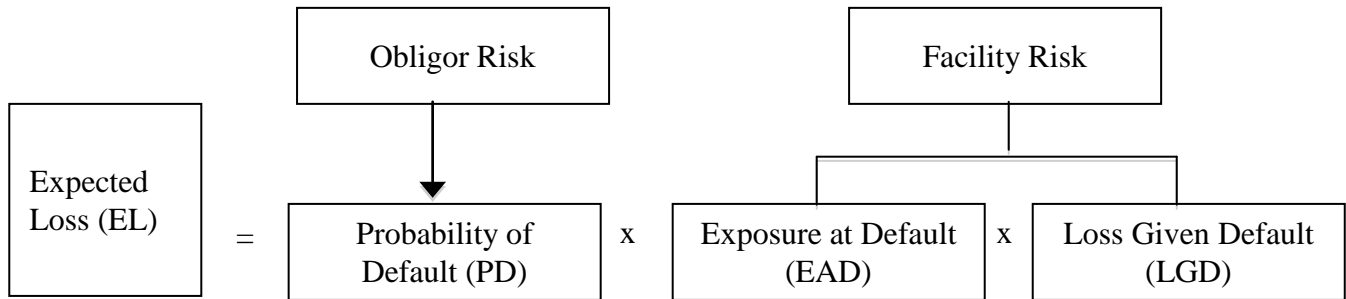 Obligor Risk
Facility Risk
Expected
Loss (EL)
=
Probability of
Default (PD)
x
Exposure at Default
(EAD)
x
Loss Given Default
(LGD)